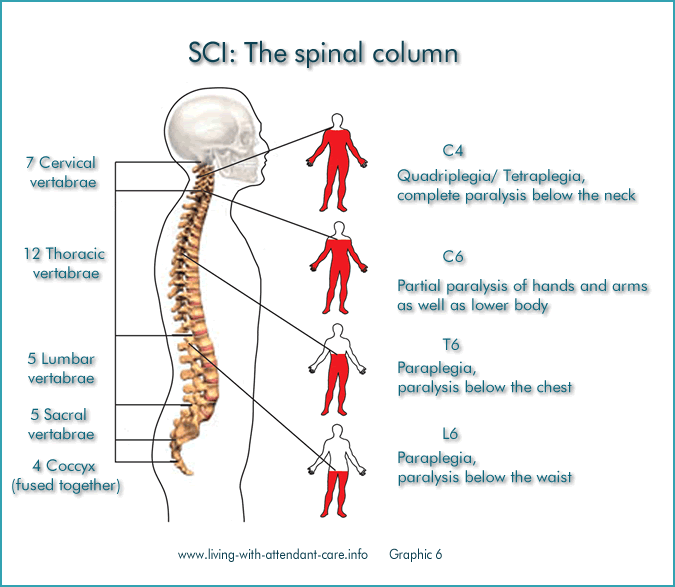 SCI: The spinal column
7 Cervical
vertabrae
12 Thoracic
vertabrae
5 Lumbar
vertabrae
5 Sacral
vertabrae
4 Coccyx
(fused together)
C4
Quadriplegia/ Tetraplegia,
complete paralysis below the neck
C6
Partial paralysis of hands and arms
as well as lower body
T6
Paraplegia,
paralysis below the chest
L6
Paraplegia,
paralysis below the waist
www.living-with-attendant-care.info Graphic 6